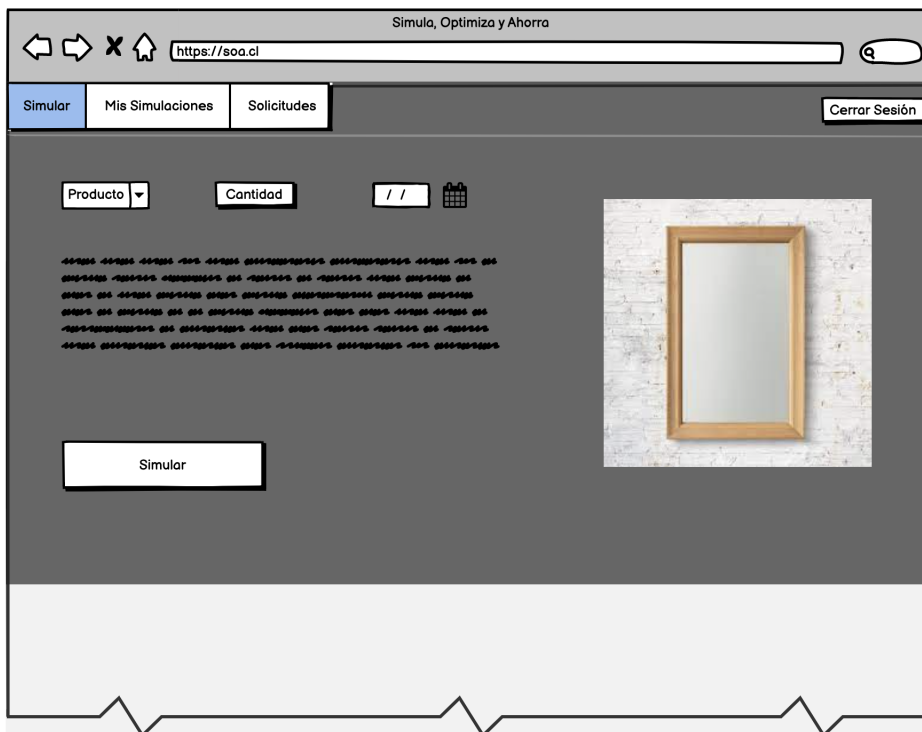 Simula, Optimiza y Ahorra
https://soa.cl
Simular Mis Simulaciones Solicitudes Cerrar Sesión
Producto Cantidad / /
Simular